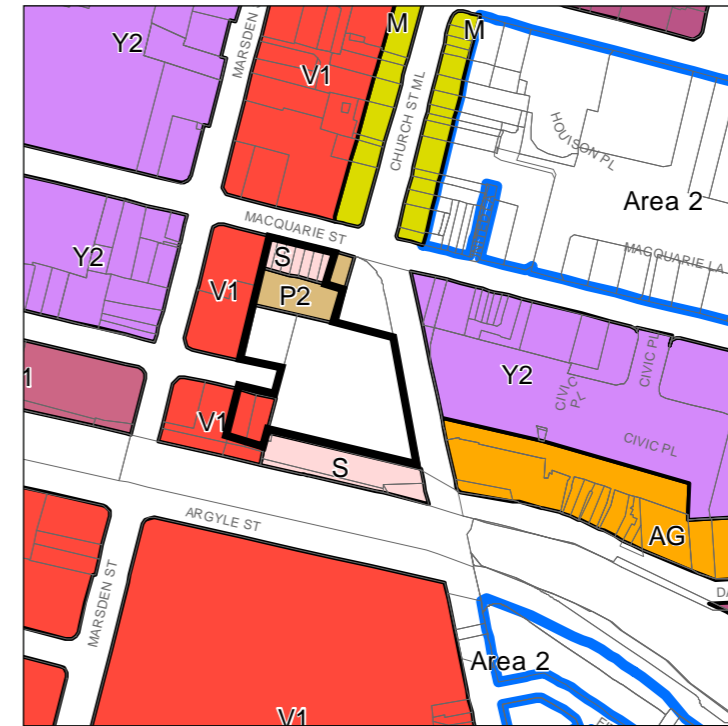 M
M
Y2
MARSDEN
V1
CHURCH ST ML
HOUISON PL
Area 2
MACQUARIE ST
MACQUARIE LA
Y2
S
V1
P2
Y2
CIVIC PL
CIVIC
PL
1
V1
CIVIC PL
S
ARGYLE ST
AG
MARSDEN ST
Area 2
V1